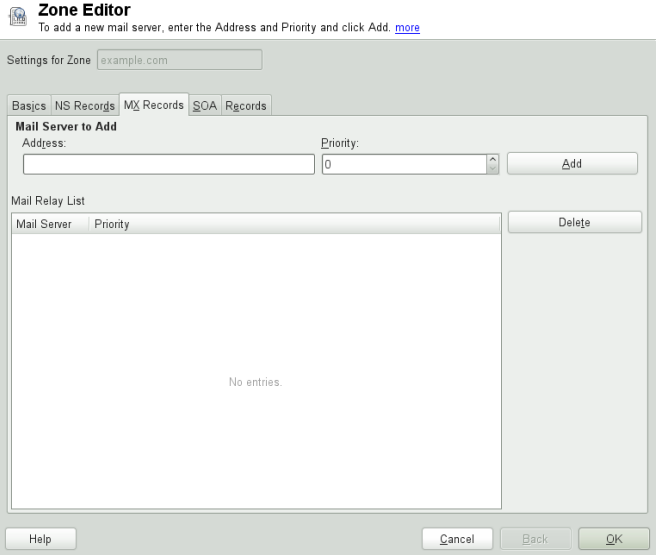 Zone Editor
To add a new mail server, enter the Address and Priority and click Add. more
Settings for Zone example.com
Basics NS Records MX Records SOA Records
Mail Server to Add
Address: Priority:
0 Add
Mail Relay List
Mail Server Priority Delete
No entries.
Help Cancel Back OK